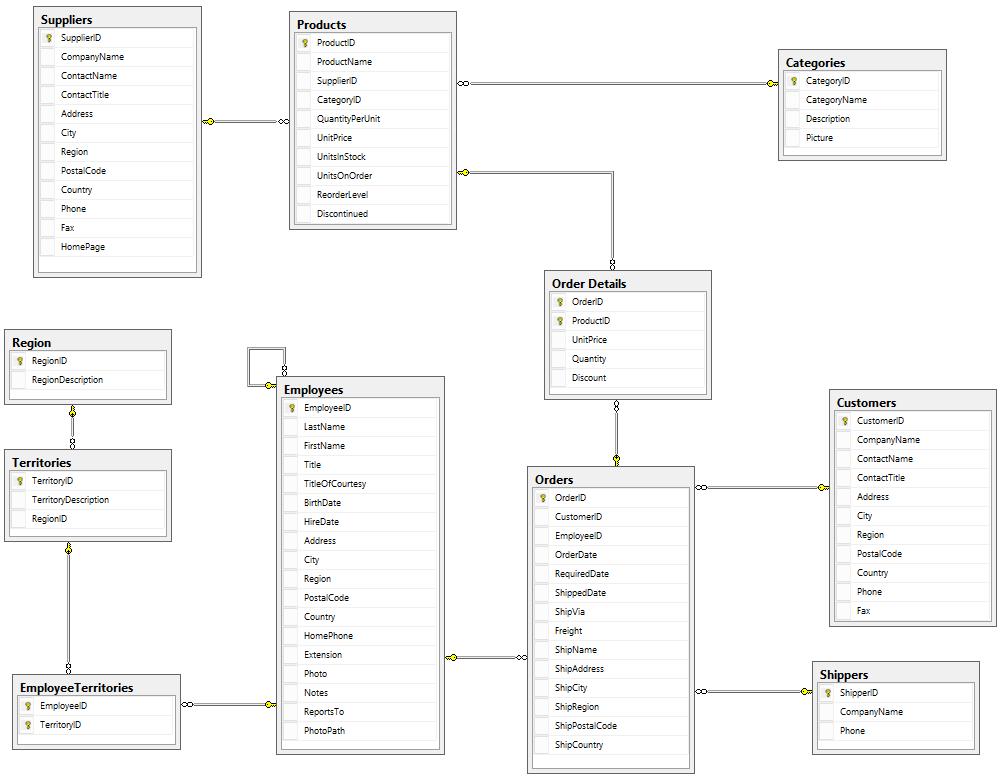 Suppliers
SupplierID
CompanyName
ContactName
ContactTitle
Address
City
Region
PostalCode
Country
Phone
Fax
HomePage
Products
ProductID
ProductName
SupplierID
CategoryID
QuantityPerUnit
UnitPrice
UnitsInStock
UnitsOnOrder
ReorderLevel
Discontinued
Categories
CategoryID
CategoryName
Description
Picture
Order Details
OrderID
ProductID
UnitPrice
Quantity
Discount
Region
RegionID
RegionDescription
Territories
TerritoryID
TerritoryDescription
RegionID
EmployeeTerritories
EmployeeID
TerritoryID
Employees
EmployeeID
LastName
FirstName
Title
TitleOfCourtesy
BirthDate
HireDate
Address
City
Region
PostalCode
Country
HomePhone
Extension
Photo
Notes
ReportsTo
PhotoPath
Orders
OrderID
CustomerID
EmployeeID
OrderDate
RequiredDate
ShippedDate
ShipVia
Freight
ShipName
ShipAddress
ShipCity
ShipRegion
ShipPostalCode
ShipCountry
Customers
CustomerID
CompanyName
ContactName
ContactTitle
Address
City
Region
PostalCode
Country
Phone
Fax
Shippers
ShipperID
CompanyName
Phone